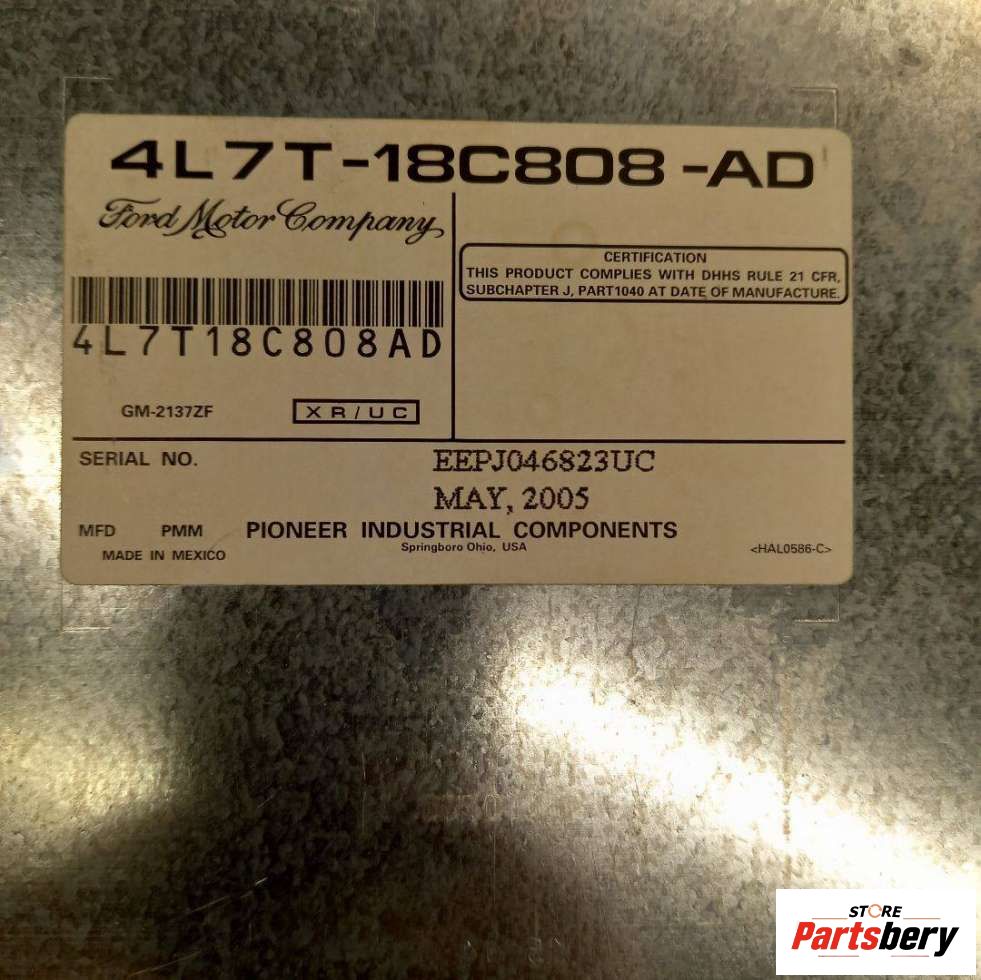 4L7T-18C808-AD
Ford Motor Company
CERTIFICATION
THIS PRODUCT COMPLIES WITH DHHS RULE 21 CFR,
SUBCHAPTER J, PART1040 AT DATE OF MANUFACTURE.
4L7T18C808AD
GM-2137ZF XR/UC
SERIAL NO. EEPJ046823UC
MAY, 2005
MFD PMM PIONEER INDUSTRIAL COMPONENTS
MADE IN MEXICO Springboro Ohio, USA <HAL0586-C>
STORE
Partsbery